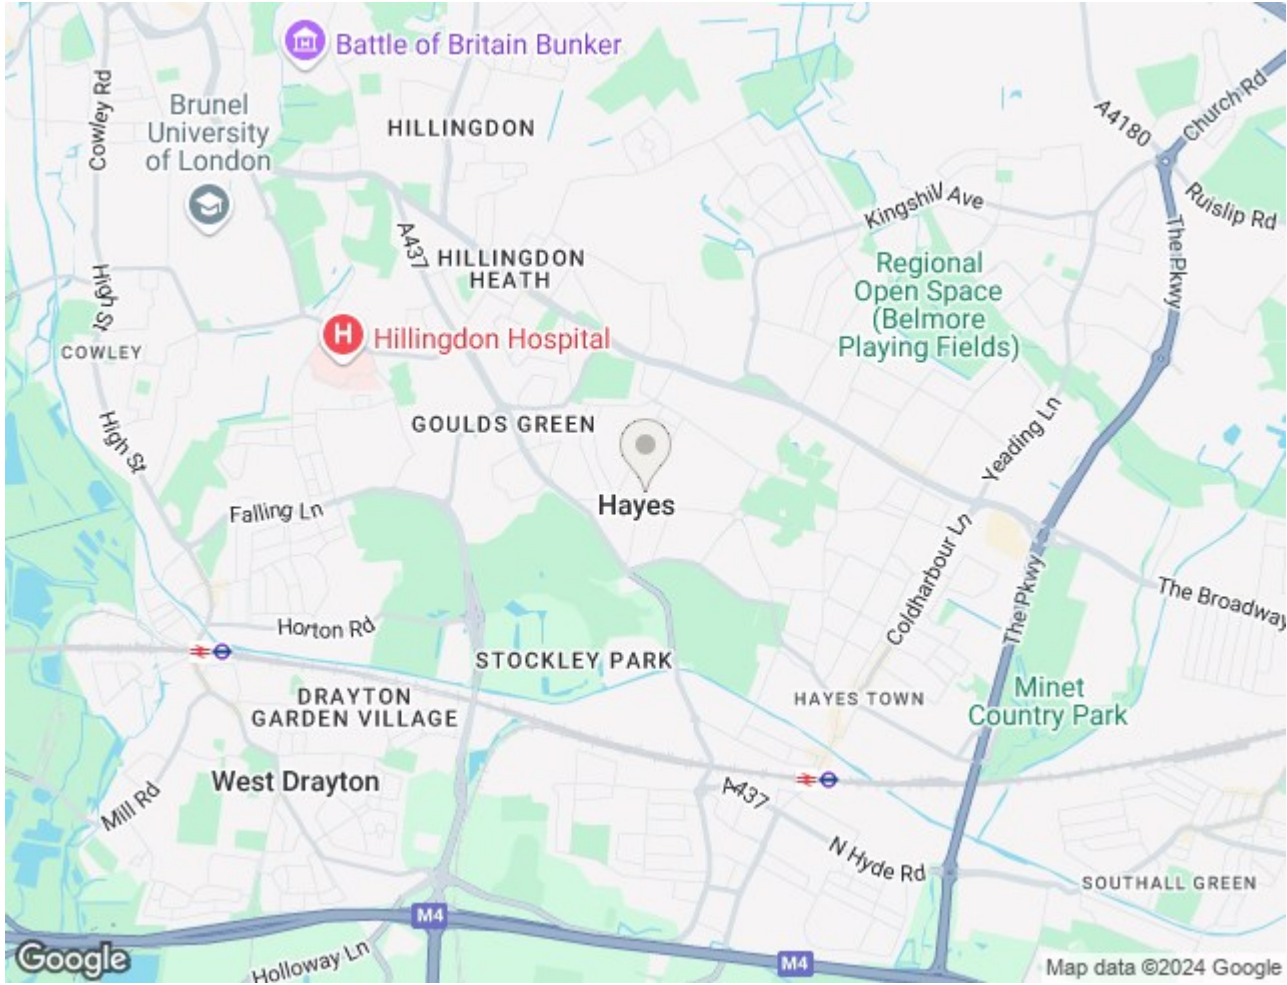 Battle of Britain Bunker
Brunel
University
of London
Cowley Rd
HILLINGDON
A4180
Church Rd
Kingshill Ave
Ruislip Rd
A437
HILLINGDON
HEATH
The Pkwy
Regional
Open Space
(Belmore
Playing Fields)
High St
H
Hillingdon Hospital
COWLEY
GOULDS GREEN
High St
Yeading Ln
Hayes
Falling Ln
Coldharbour Ln
The Pkwy
The Broadway
Horton Rd
STOCKLEY PARK
DRAYTON
GARDEN VILLAGE
HAYES TOWN
Minet
Country Park
West Drayton
Mill Rd
A437
N Hyde Rd
SOUTHALL GREEN
M4
M4
Holloway Ln
Google
Map data ©2024 Google